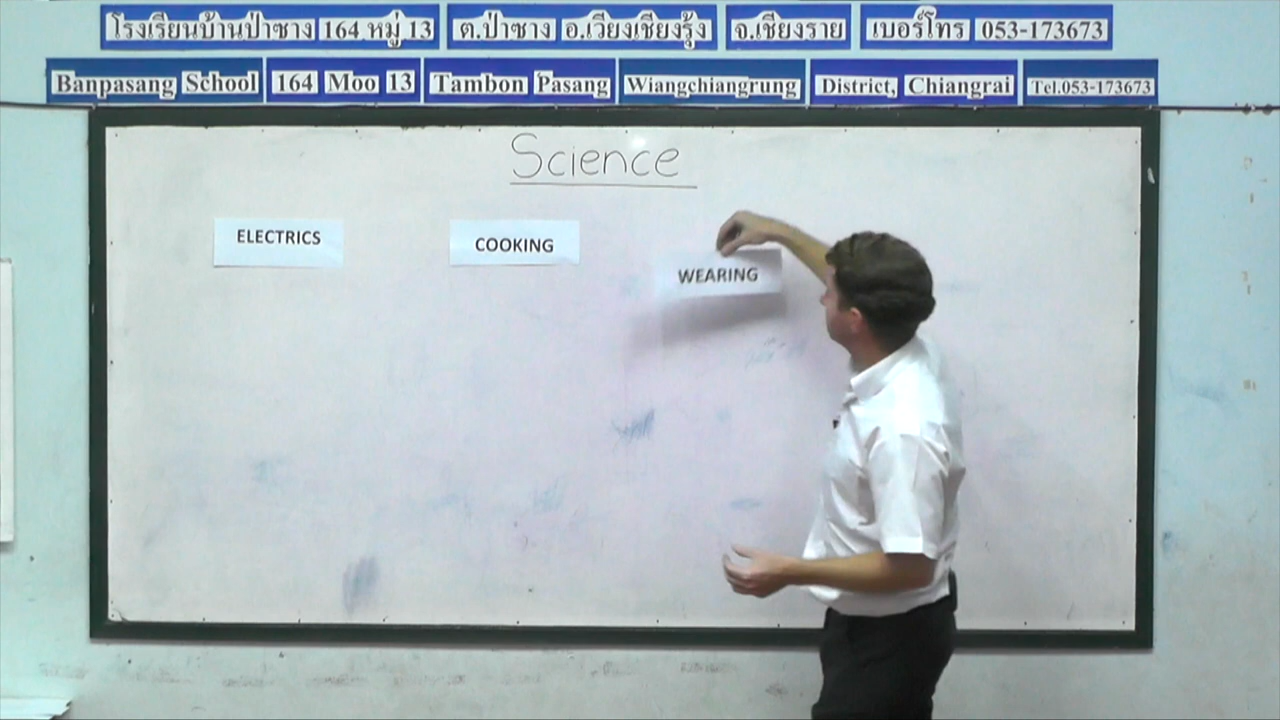 โรงเรียนบ้านป่าซาง 164 หมู่ 13 ต.ป่าซาง อ.เวียงเชียงรุ้ง จ.เชียงราย เบอร์โทร 053-173673
Banpasang School 164 Moo 13 Tambon Pasang Wiangchiangrung District, Chiangrai Tel.053-173673
Science
ELECTRICS COOKING WEARING